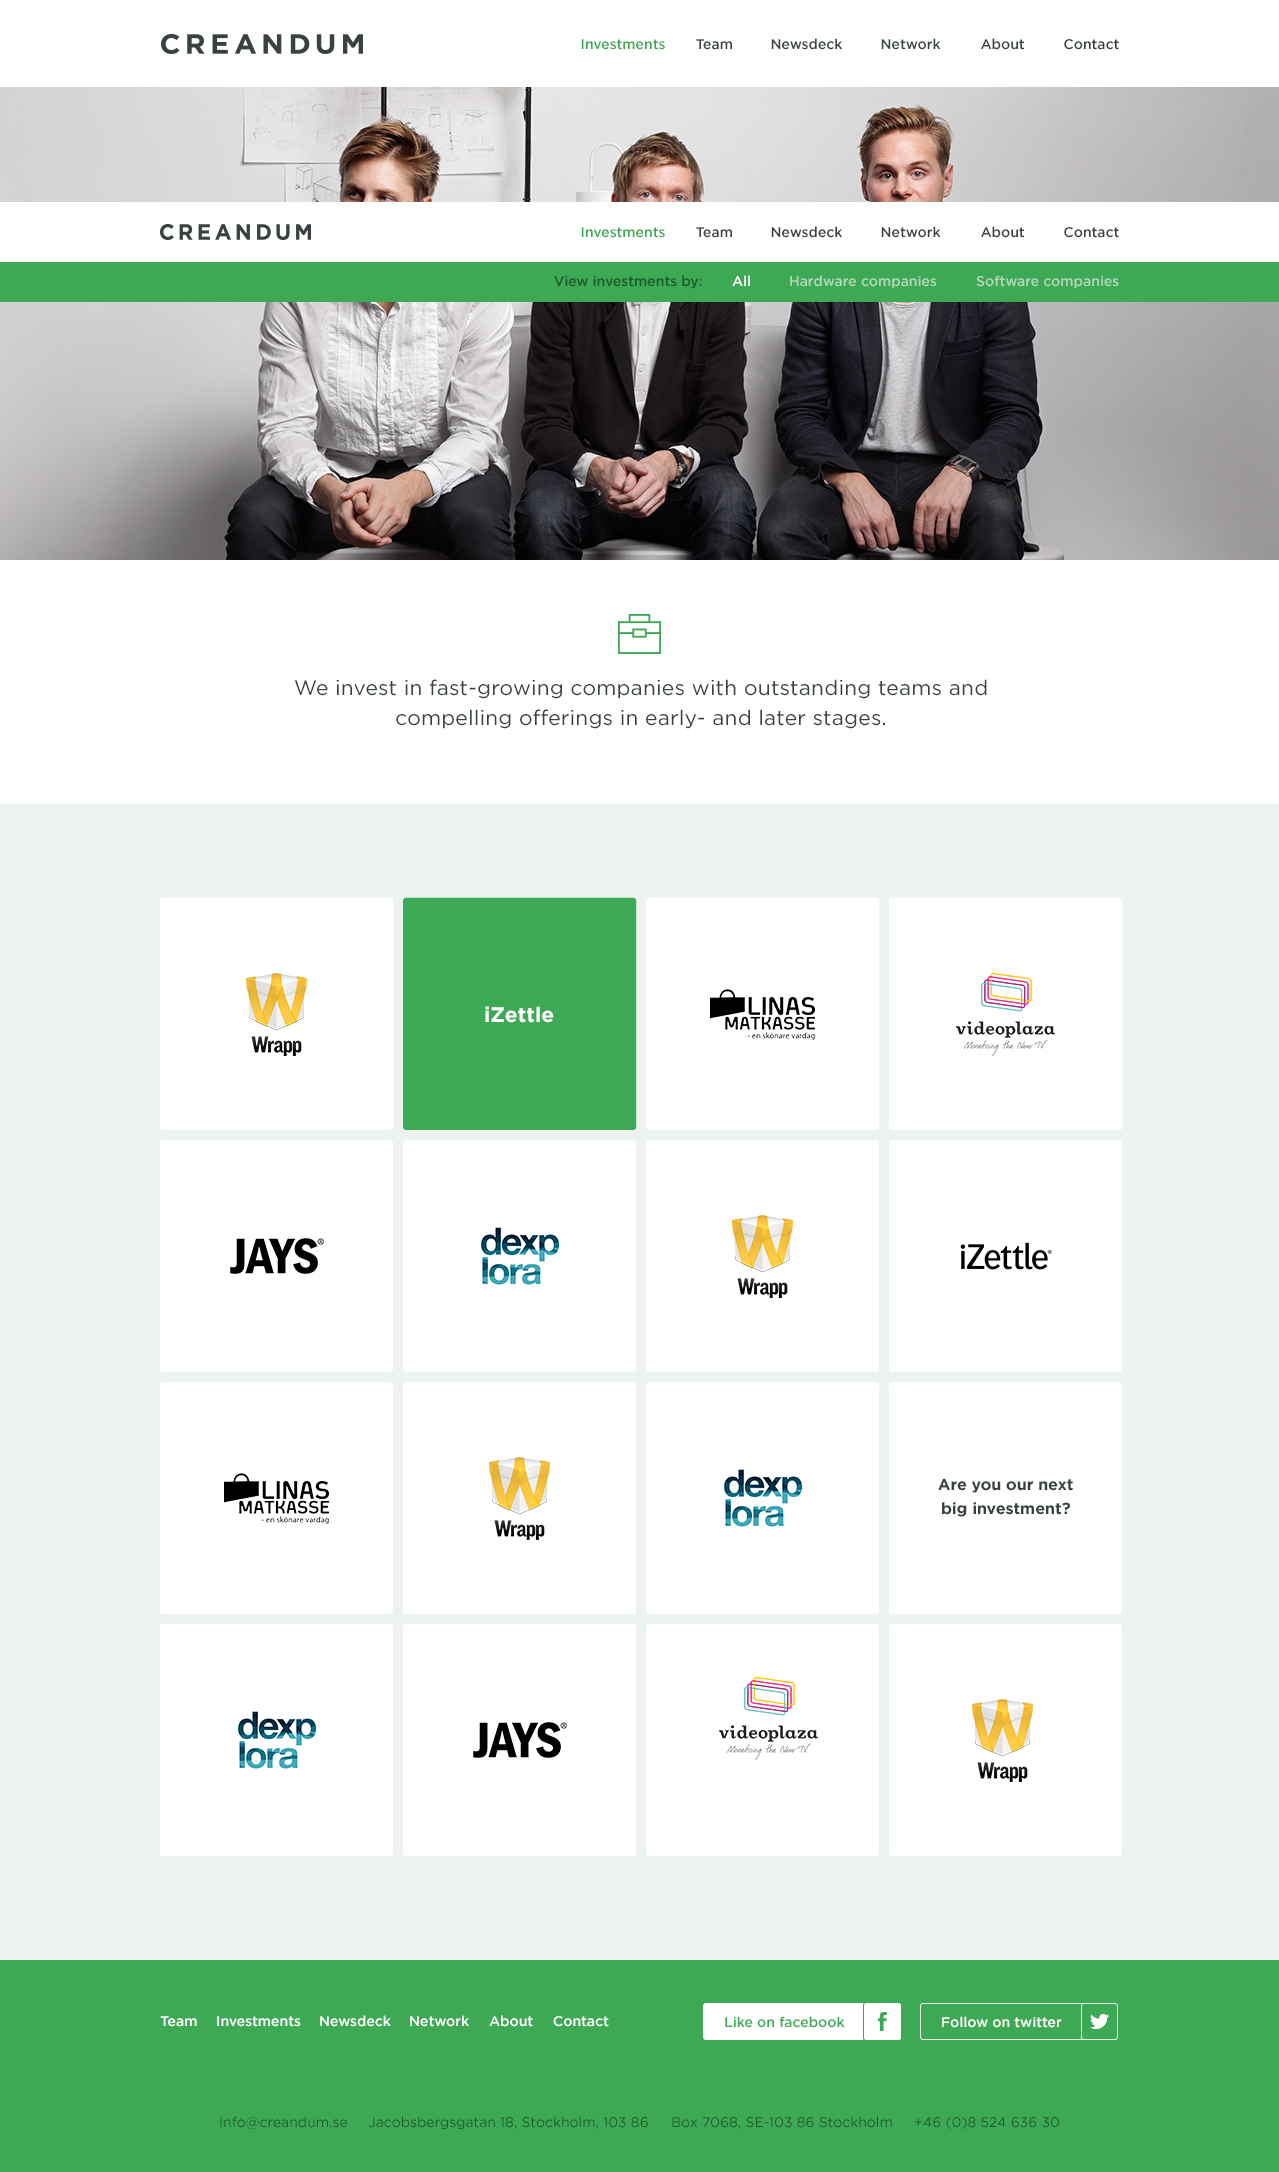 CREANDUM Investments Team Newsdeck Network About Contact
CREANDUM Investments Team Newsdeck Network About Contact
View investments by: All Hardware companies Software companies
We invest in fast-growing companies with outstanding teams and
compelling offerings in early- and later stages.
W
Wrapp
iZettle
LINAS
MATKASSE
- en skönare vardag
videoplaza
Monetising the New TV
JAYS®
dexp
lora
W
Wrapp
iZettle®
LINAS
MATKASSE
- en skönare vardag
W
Wrapp
dexp
lora
Are you our next
big investment?
dexp
lora
JAYS®
videoplaza
Monetising the New TV
W
Wrapp
Team Investments Newsdeck Network About Contact
Like on facebook f Follow on twitter
Info@creandum.se Jacobsbergsgatan 18, Stockholm, 103 86 Box 7068, SE-103 86 Stockholm +46 (0)8 524 636 30